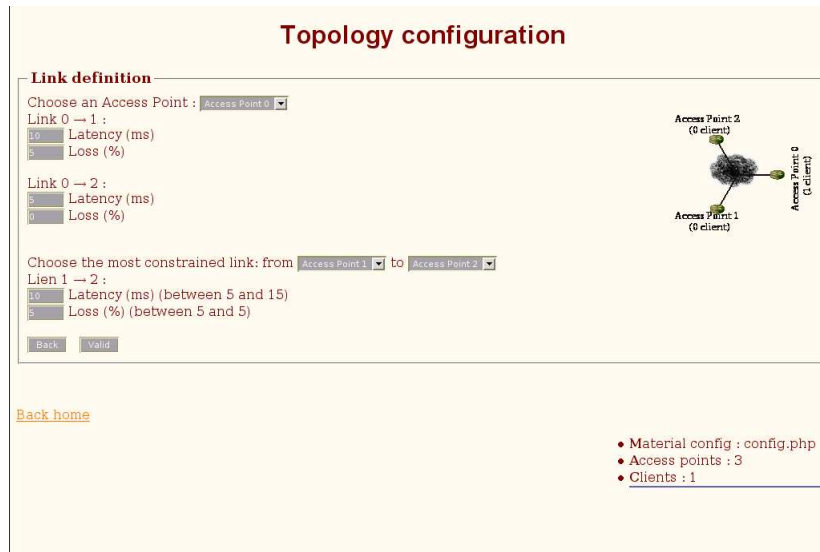 Topology configuration
Link definition
Choose an Access Point : Access Point 0
Link 0 → 1 :
10 Latency (ms)
5 Loss (%)
Link 0 → 2 :
5 Latency (ms)
0 Loss (%)
Access Point 2
(0 client)
Access Point 0
(1 client)
Access Point 1
(0 client)
Choose the most constrained link: from Access Point 1 to Access Point 2
Lien 1 → 2 :
10 Latency (ms) (between 5 and 15)
5 Loss (%) (between 5 and 5)
Back Valid
Back home
Material config : config.php
Access points : 3
Clients : 1